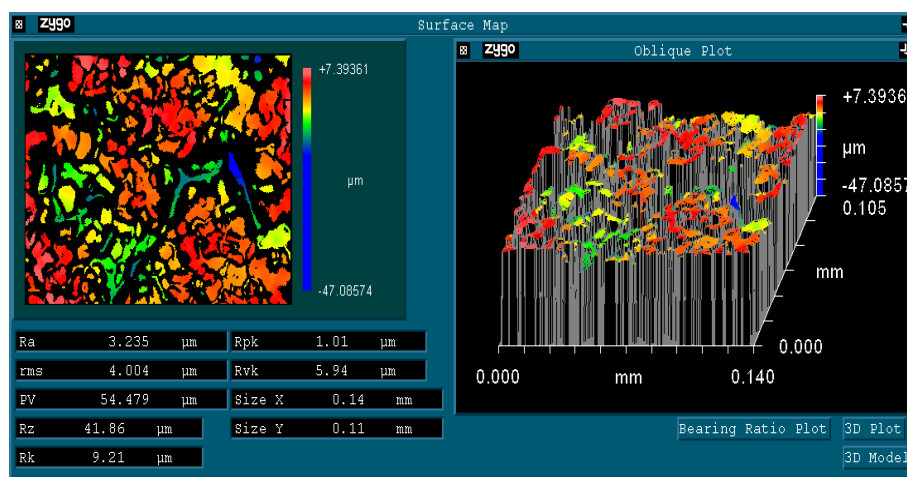 zygo Surface Map
+7.39361
µm
-47.08574
zygo Oblique Plot
+7.3936
µm
-47.0857
0.105
mm
0.000
0.000 mm 0.140
Ra 3.235 µm Rpk 1.01 µm
rms 4.004 µm Rvk 5.94 µm
PV 54.479 µm Size X 0.14 mm
Rz 41.86 µm Size Y 0.11 mm
Rk 9.21 µm
Bearing Ratio Plot 3D Plot
3D Model